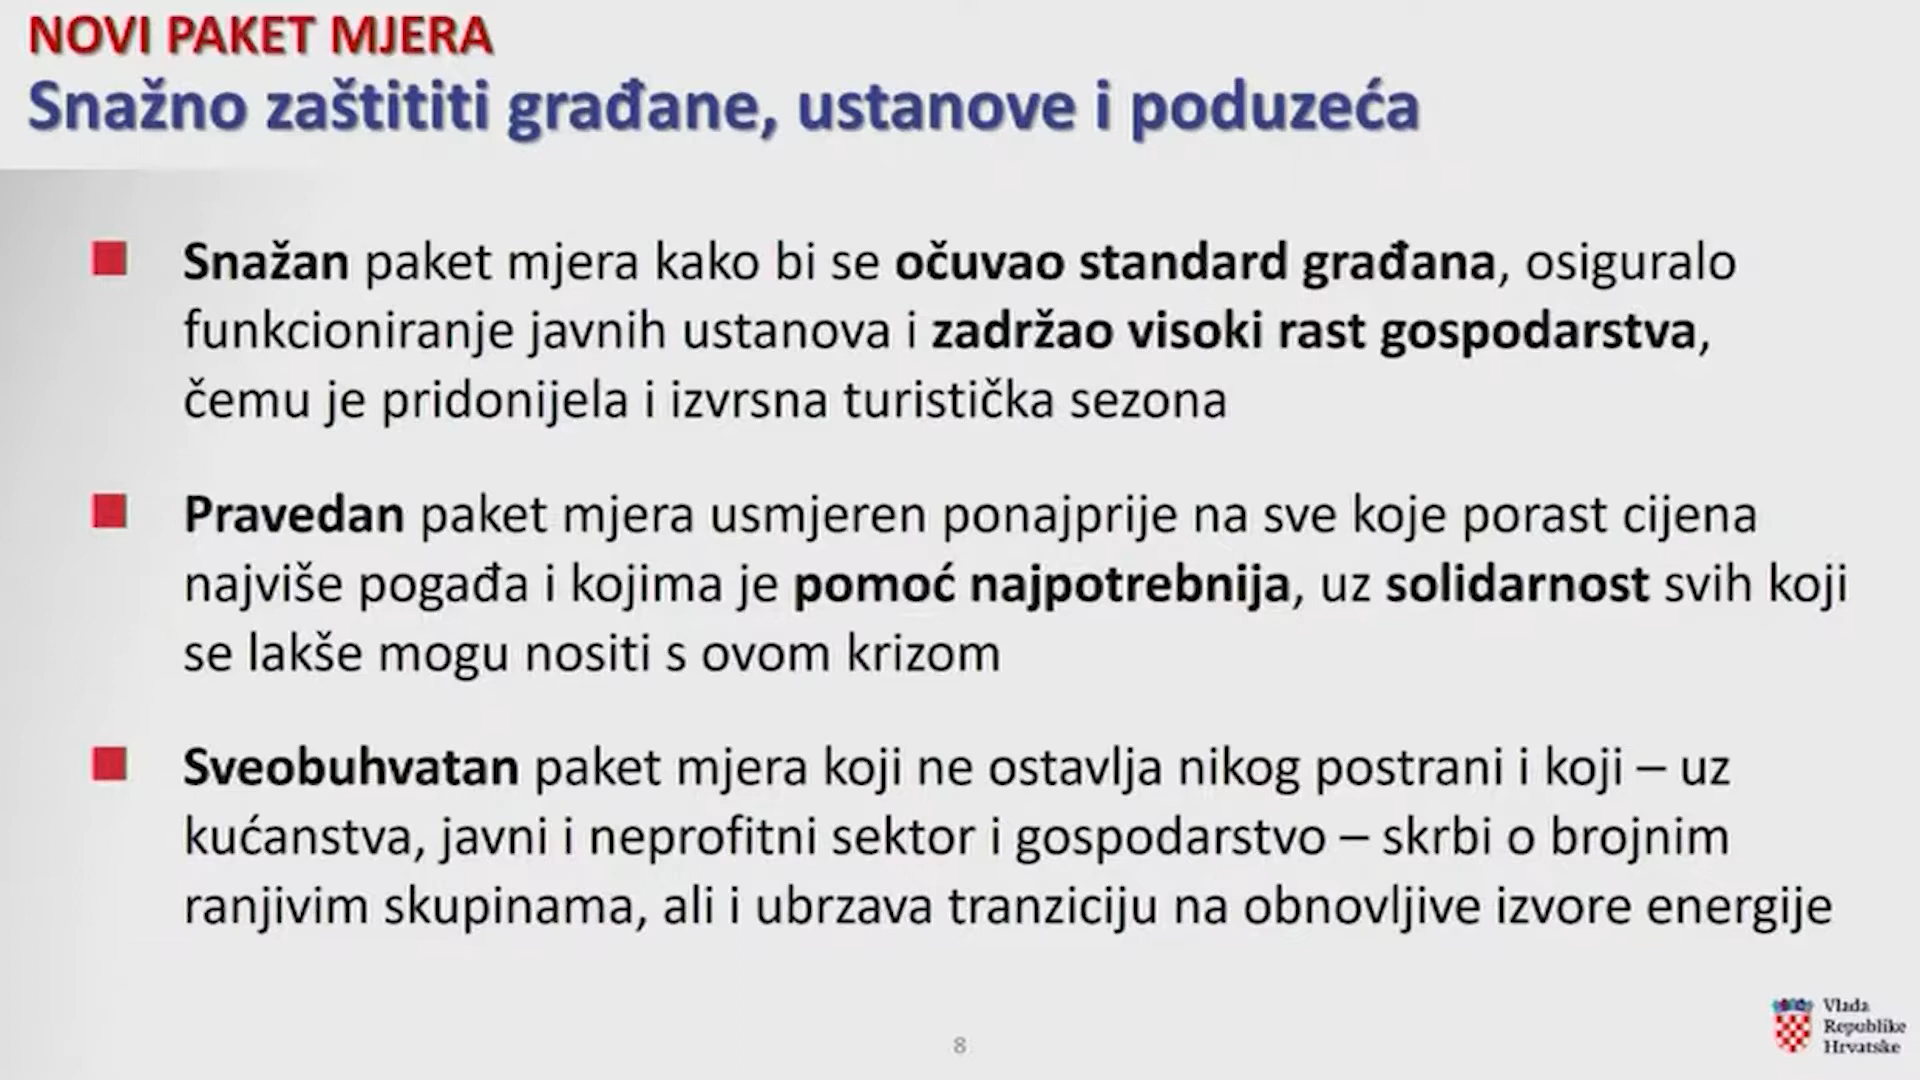 NOVI PAKET MJERA
Snažno zaštititi građane, ustanove i poduzeća
Snažan paket mjera kako bi se očuvao standard građana, osiguralo
funkcioniranje javnih ustanova i zadržao visoki rast gospodarstva,
čemu je pridonijela i izvrsna turistička sezona
Pravedan paket mjera usmjeren ponajprije na sve koje porast cijena
najviše pogađa i kojima je pomoć najpotrebnija, uz solidarnost svih koji
se lakše mogu nositi s ovom krizom
Sveobuhvatan paket mjera koji ne ostavlja nikog postrani i koji – uz
kućanstva, javni i neprofitni sektor i gospodarstvo – skrbi o brojnim
ranjivim skupinama, ali i ubrzava tranziciju na obnovljive izvore energije
8
Vlada
Republike
Hrvatske